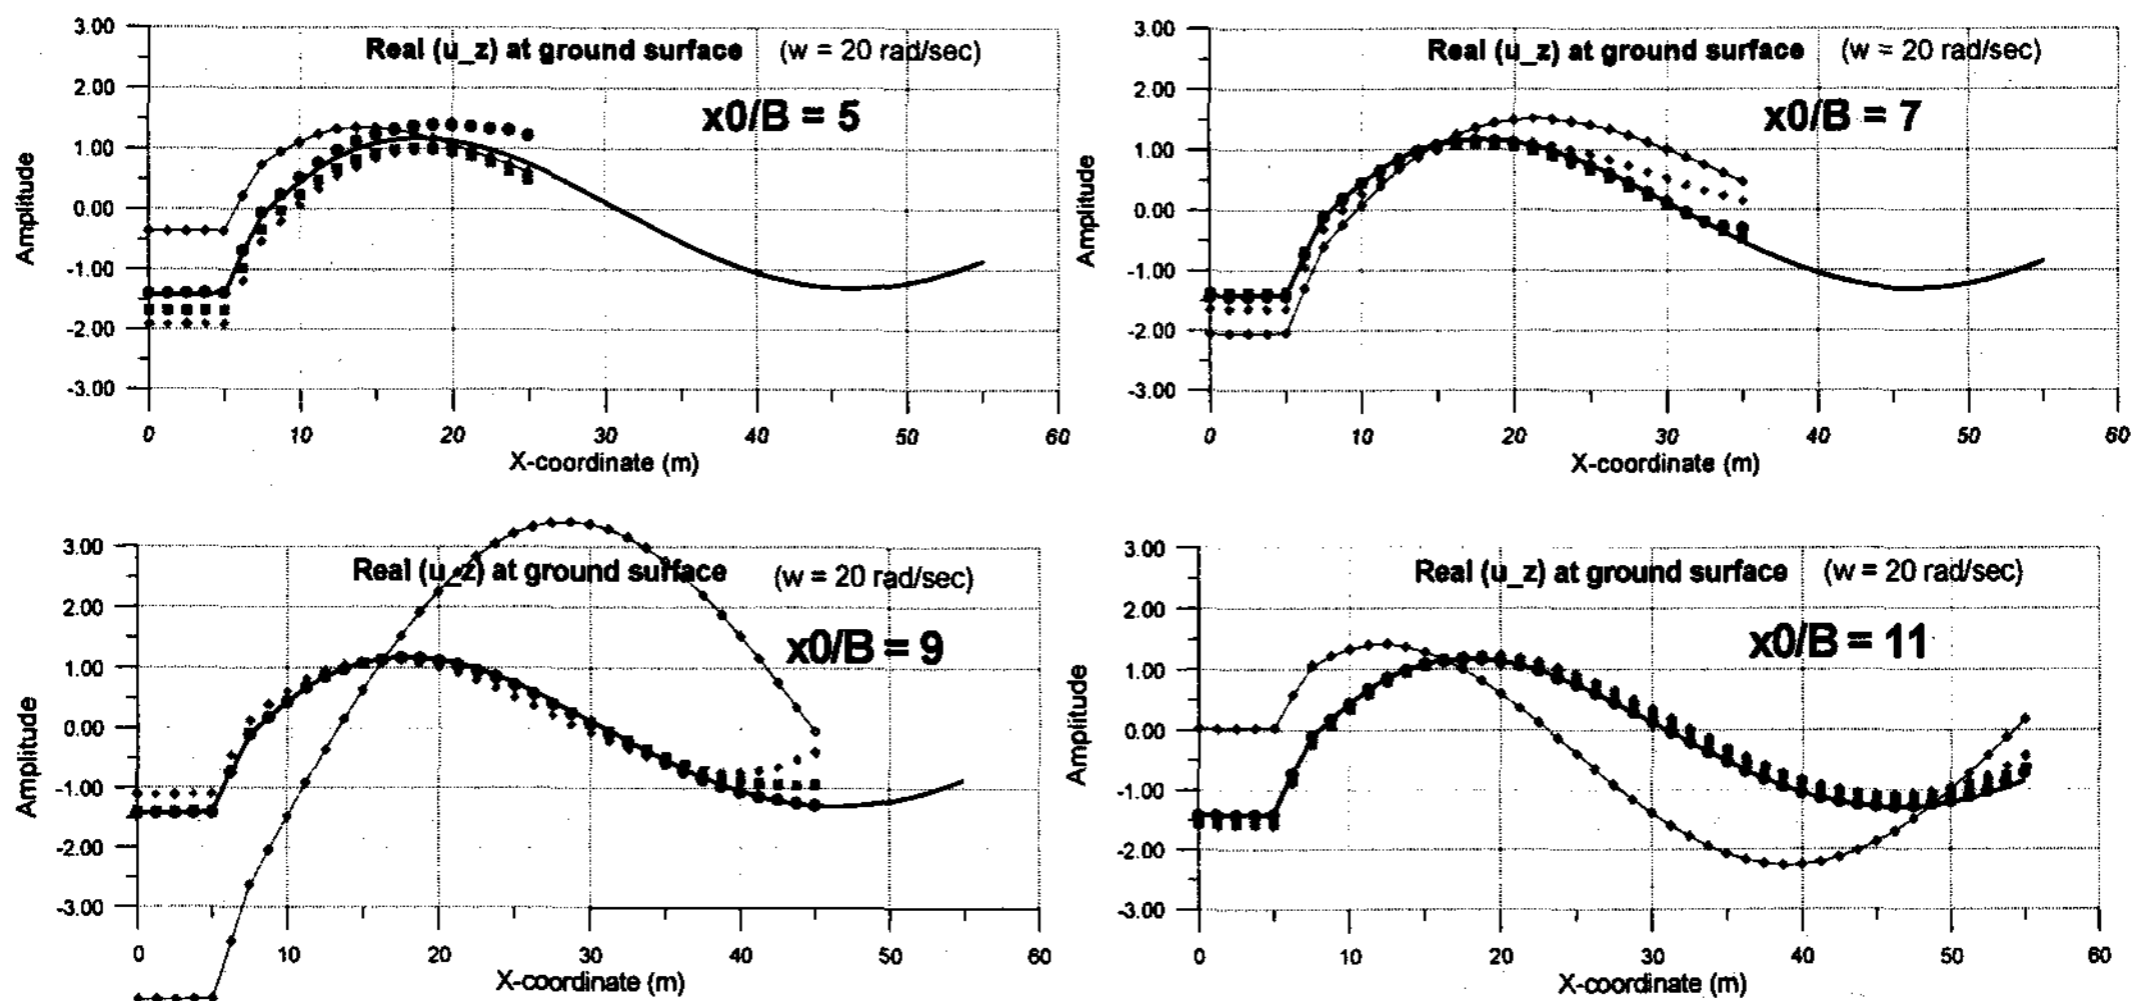 Real (u_z) at ground surface (w = 20 rad/sec)
x0/B = 5
Amplitude
3.00
2.00
1.00
0.00
-1.00
-2.00
-3.00
0 10 20 30 40 50 60
X-coordinate (m)
Real (u_z) at ground surface (w = 20 rad/sec)
x0/B = 7
Amplitude
3.00
2.00
1.00
0.00
-1.00
-2.00
-3.00
0 10 20 30 40 50 60
X-coordinate (m)
Real (u_z) at ground surface (w = 20 rad/sec)
x0/B = 9
Amplitude
3.00
2.00
1.00
0.00
-1.00
-2.00
-3.00
0 10 20 30 40 50 60
X-coordinate (m)
Real (u_z) at ground surface (w = 20 rad/sec)
x0/B = 11
Amplitude
3.00
2.00
1.00
0.00
-1.00
-2.00
-3.00
0 10 20 30 40 50 60
X-coordinate (m)